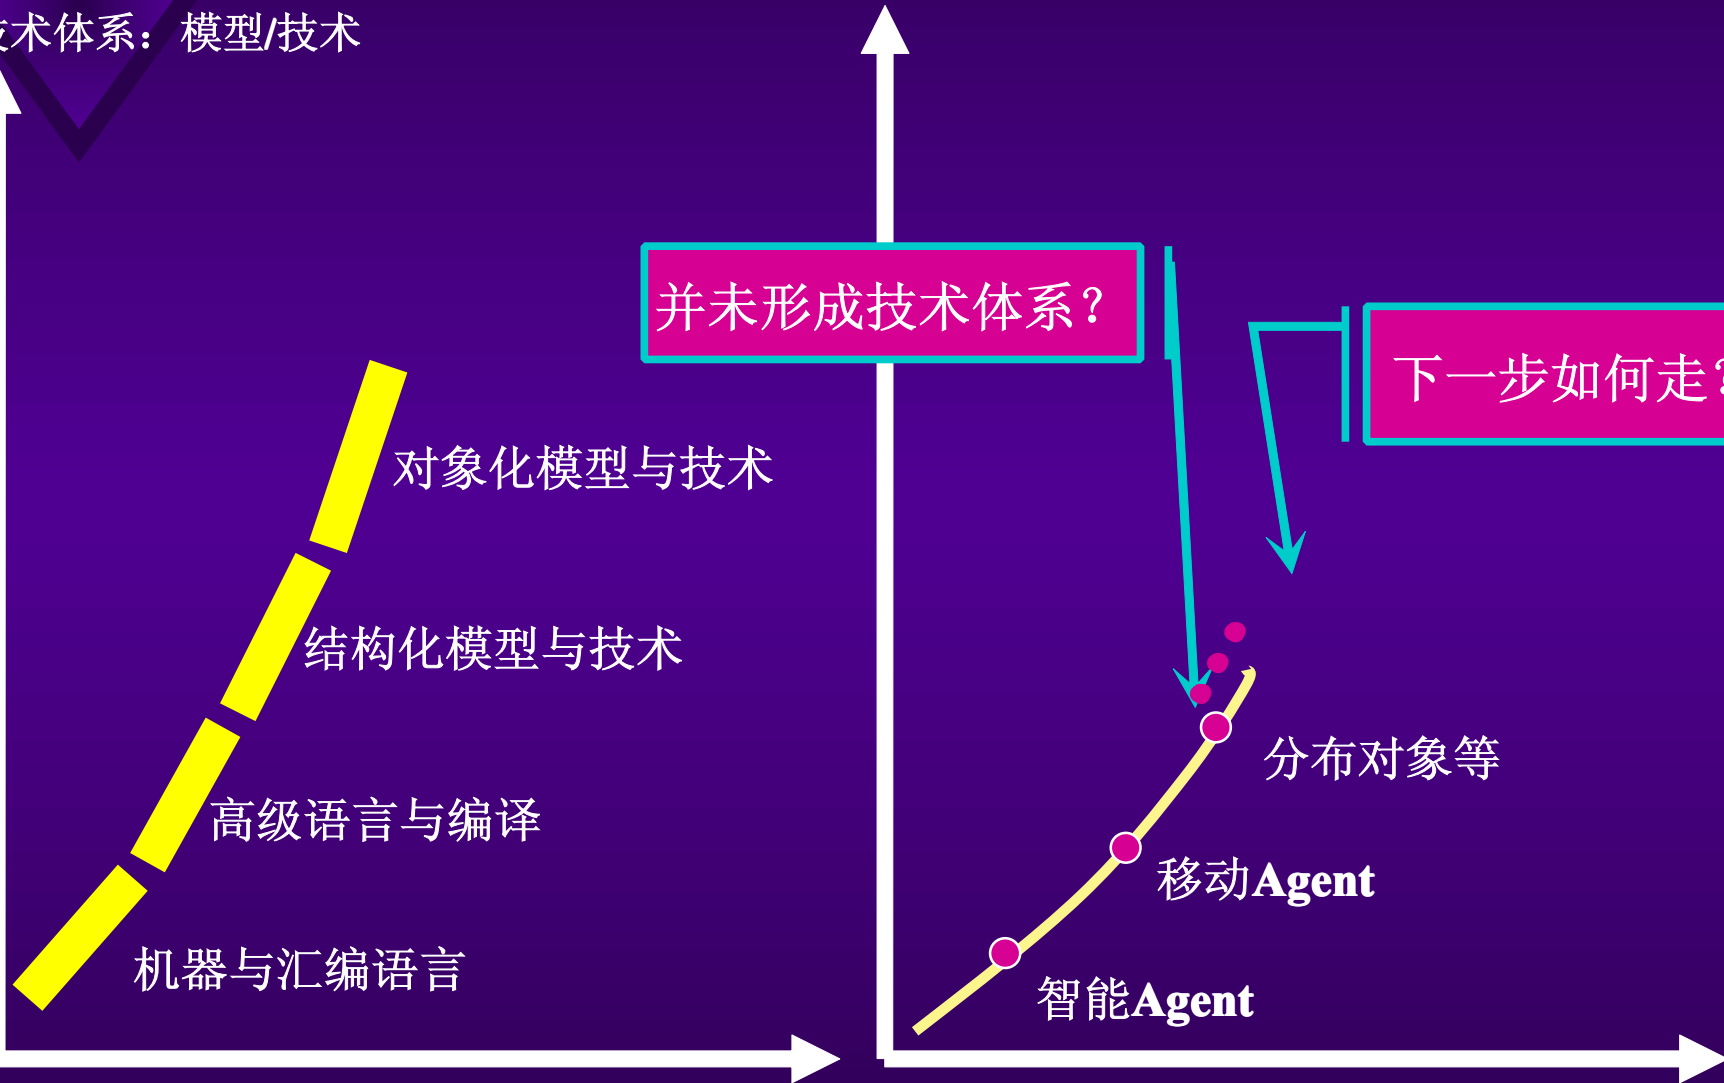 技术体系：模型/技术
并未形成技术体系？
下一步如何走？
对象化模型与技术
结构化模型与技术
高级语言与编译
机器与汇编语言
分布对象等
移动Agent
智能Agent